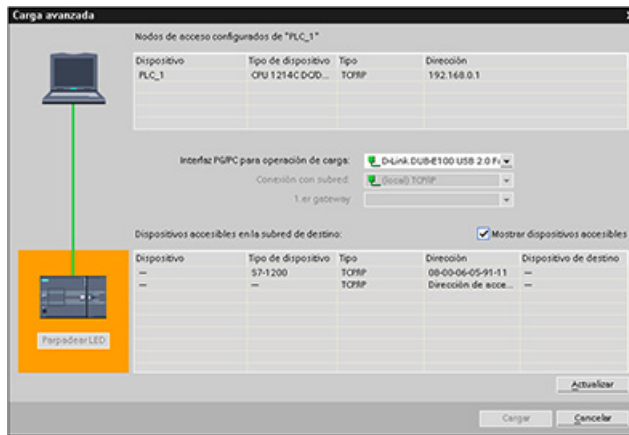 Carga avanzada
Nodos de acceso configurados de "PLC_1"
Dispositivo Tipo de dispositivo Tipo Dirección
PLC_1 CPU 1214C DC/D... TCP/IP 192.168.0.1
Interfaz PG/PC para operación de carga: D-Link DUB-E100 USB 2.0 Fa
Conexión con subred: (local) TCP/IP
1.er gateway
Dispositivos accesibles en la subred de destino: Mostrar dispositivos accesibles
Dispositivo Tipo de dispositivo Tipo Dirección Dispositivo de destino
— S7-1200 TCP/IP 08-00-06-05-91-11 —
— — TCP/IP Dirección de acce... —
Parpadear LED
Actualizar
Cargar Cancelar